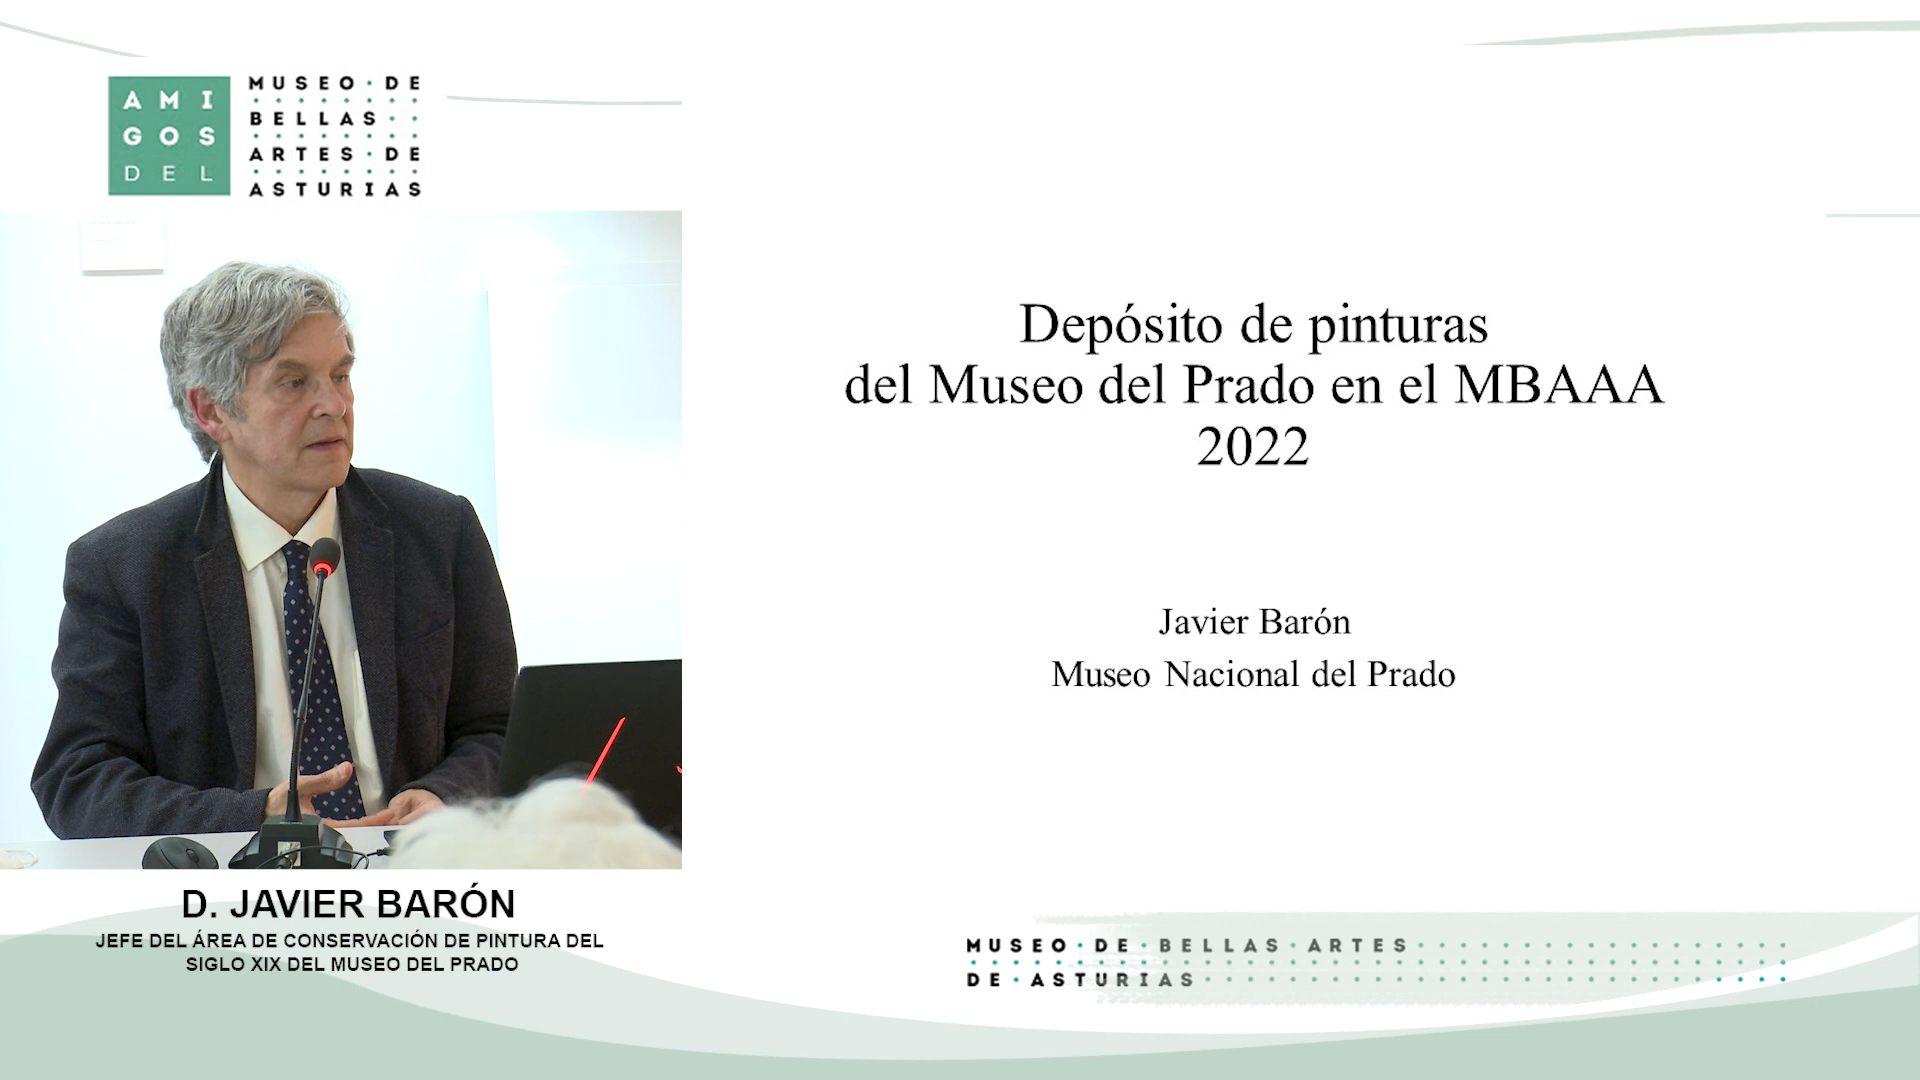 AMI
GOS
DEL
MUSEO·DE
BELLAS
ARTES·DE
ASTURIAS
Depósito de pinturas
del Museo del Prado en el MBAAA
2022
Javier Barón
Museo Nacional del Prado
D. JAVIER BARÓN
JEFE DEL ÁREA DE CONSERVACIÓN DE PINTURA DEL
SIGLO XIX DEL MUSEO DEL PRADO
MUSEO·DE·BELLAS·ARTES
DE·ASTURIAS